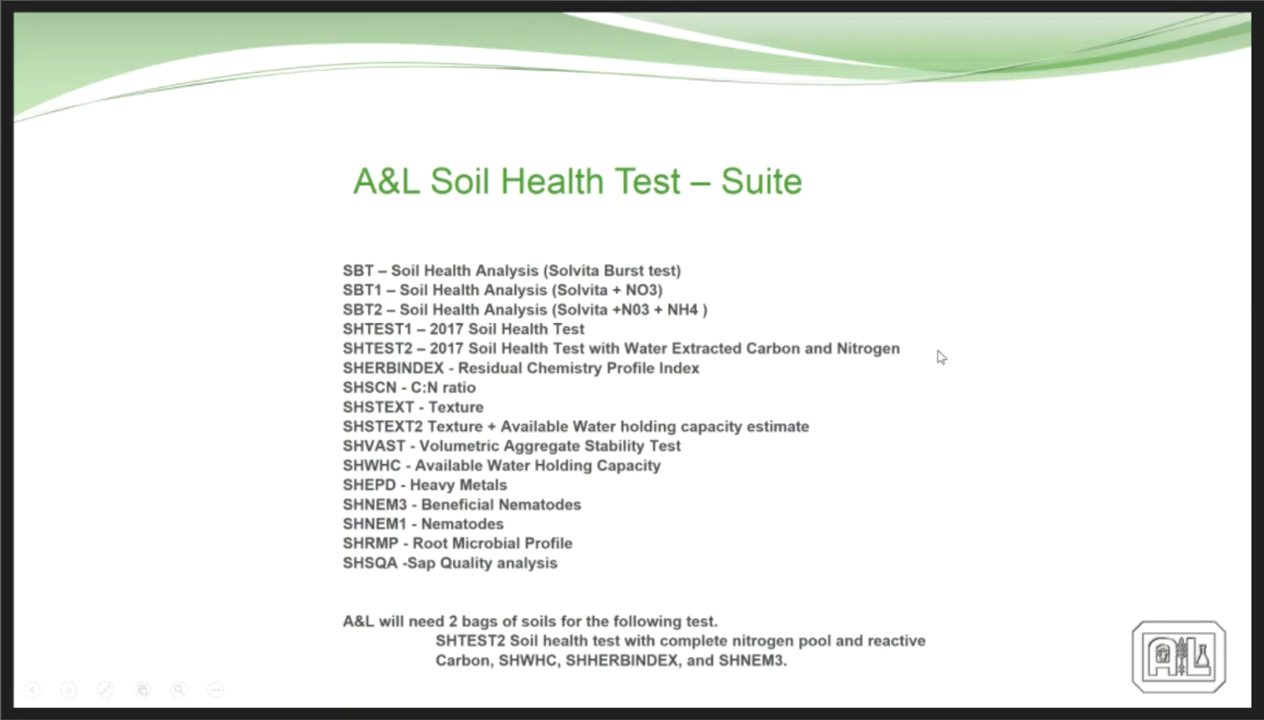 A&L Soil Health Test – Suite
SBT – Soil Health Analysis (Solvita Burst test)
SBT1 – Soil Health Analysis (Solvita + NO3)
SBT2 – Soil Health Analysis (Solvita +N03 + NH4 )
SHTEST1 – 2017 Soil Health Test
SHTEST2 – 2017 Soil Health Test with Water Extracted Carbon and Nitrogen
SHERBINDEX - Residual Chemistry Profile Index
SHSCN - C:N ratio
SHSTEXT - Texture
SHSTEXT2 Texture + Available Water holding capacity estimate
SHVAST - Volumetric Aggregate Stability Test
SHWHC - Available Water Holding Capacity
SHEPD - Heavy Metals
SHNEM3 - Beneficial Nematodes
SHNEM1 - Nematodes
SHRMP - Root Microbial Profile
SHSQA -Sap Quality analysis
A&L will need 2 bags of soils for the following test.
SHTEST2 Soil health test with complete nitrogen pool and reactive
Carbon, SHWHC, SHHERBINDEX, and SHNEM3.
A L